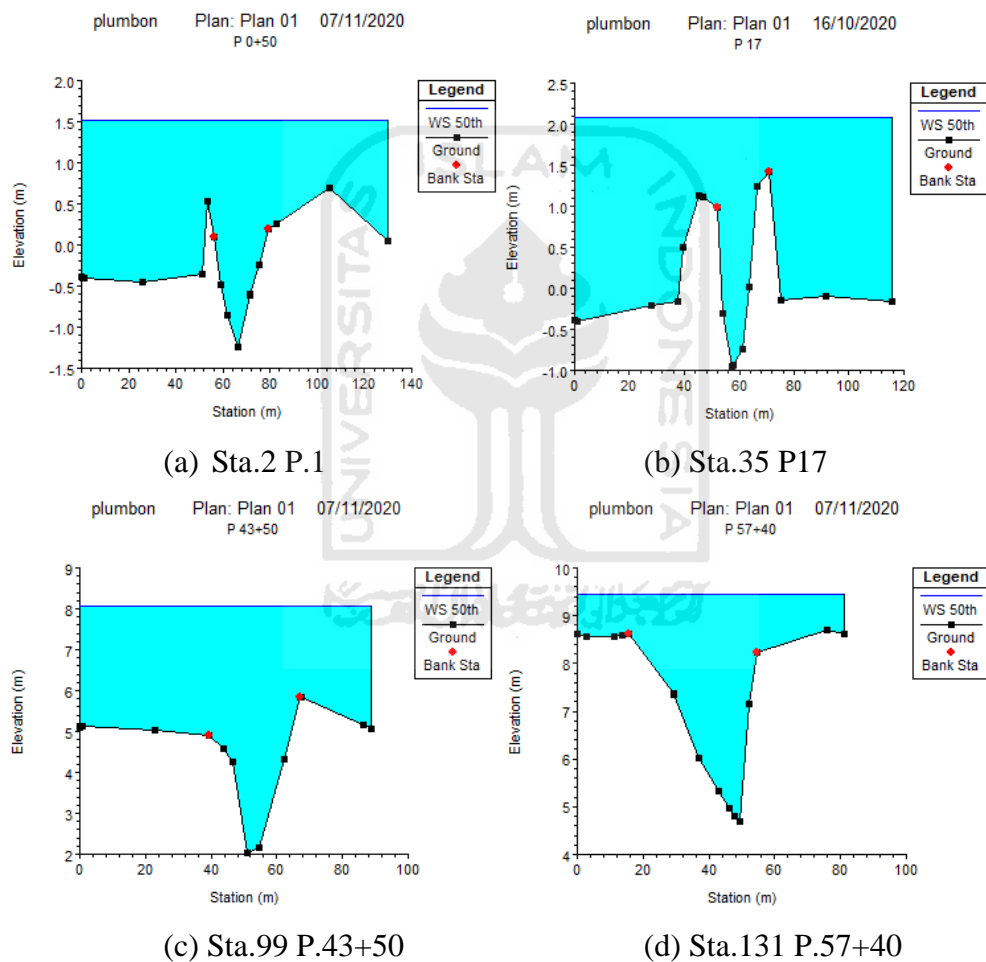 plumbon Plan: Plan 01 07/11/2020
P 0+50
Legend
WS 50th
Ground
Bank Sta
Elevation (m)
2.0
1.5
1.0
0.5
0.0
-0.5
-1.0
-1.5
0 20 40 60 80 100 120 140
Station (m)
(a) Sta.2 P.1
plumbon Plan: Plan 01 16/10/2020
P 17
Legend
WS 50th
Ground
Bank Sta
Elevation (m)
2.5
2.0
1.5
1.0
0.5
0.0
-0.5
-1.0
0 20 40 60 80 100 120
Station (m)
(b) Sta.35 P17
plumbon Plan: Plan 01 07/11/2020
P 43+50
Legend
WS 50th
Ground
Bank Sta
Elevation (m)
9
8
7
6
5
4
3
2
0 20 40 60 80 100
Station (m)
(c) Sta.99 P.43+50
plumbon Plan: Plan 01 07/11/2020
P 57+40
Legend
WS 50th
Ground
Bank Sta
Elevation (m)
10
9
8
7
6
5
4
0 20 40 60 80 100
Station (m)
(d) Sta.131 P.57+40
ISLAM
UNIVERSITAS
INDONESIA